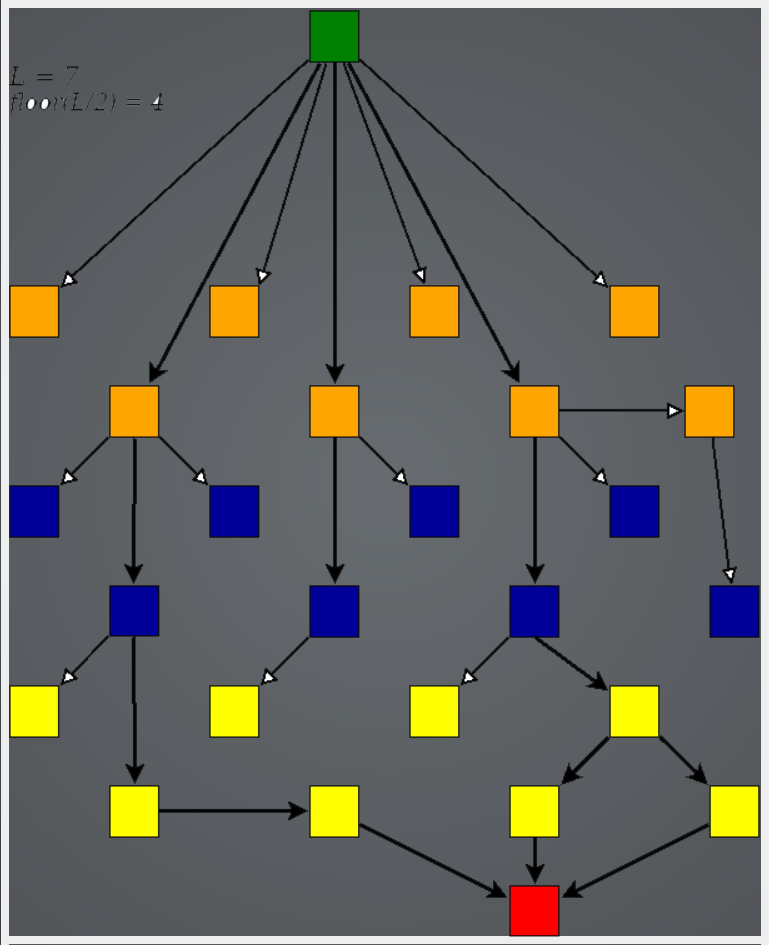 L = 7
floor(L/2) = 4